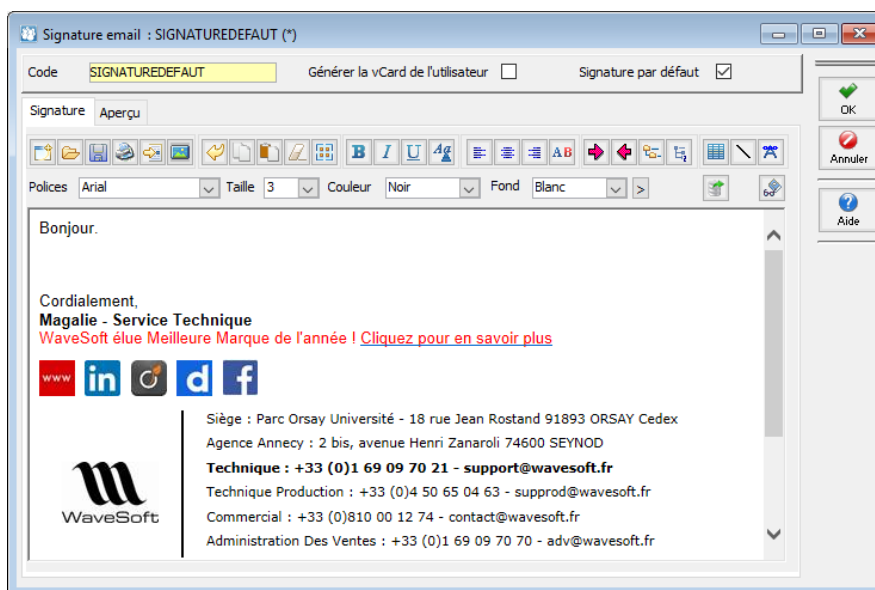 Signature email : SIGNATUREDEFAUT (*)
Code SIGNATUREDEFAUT Générer la vCard de l'utilisateur Signature par défaut
OK
Annuler
Aide
Signature Aperçu
B I U Ag AB
Polices Arial Taille 3 Couleur Noir Fond Blanc >
Bonjour.
Cordialement,
Magalie - Service Technique
WaveSoft élue Meilleure Marque de l'année ! Cliquez pour en savoir plus
www in d f
Siège : Parc Orsay Université - 18 rue Jean Rostand 91893 ORSAY Cedex
Agence Annecy : 2 bis, avenue Henri Zanaroli 74600 SEYNOD
Technique : +33 (0)1 69 09 70 21 - support@wavesoft.fr
Technique Production : +33 (0)4 50 65 04 63 - supprod@wavesoft.fr
Commercial : +33 (0)810 00 12 74 - contact@wavesoft.fr
Administration Des Ventes : +33 (0)1 69 09 70 70 - adv@wavesoft.fr
WaveSoft